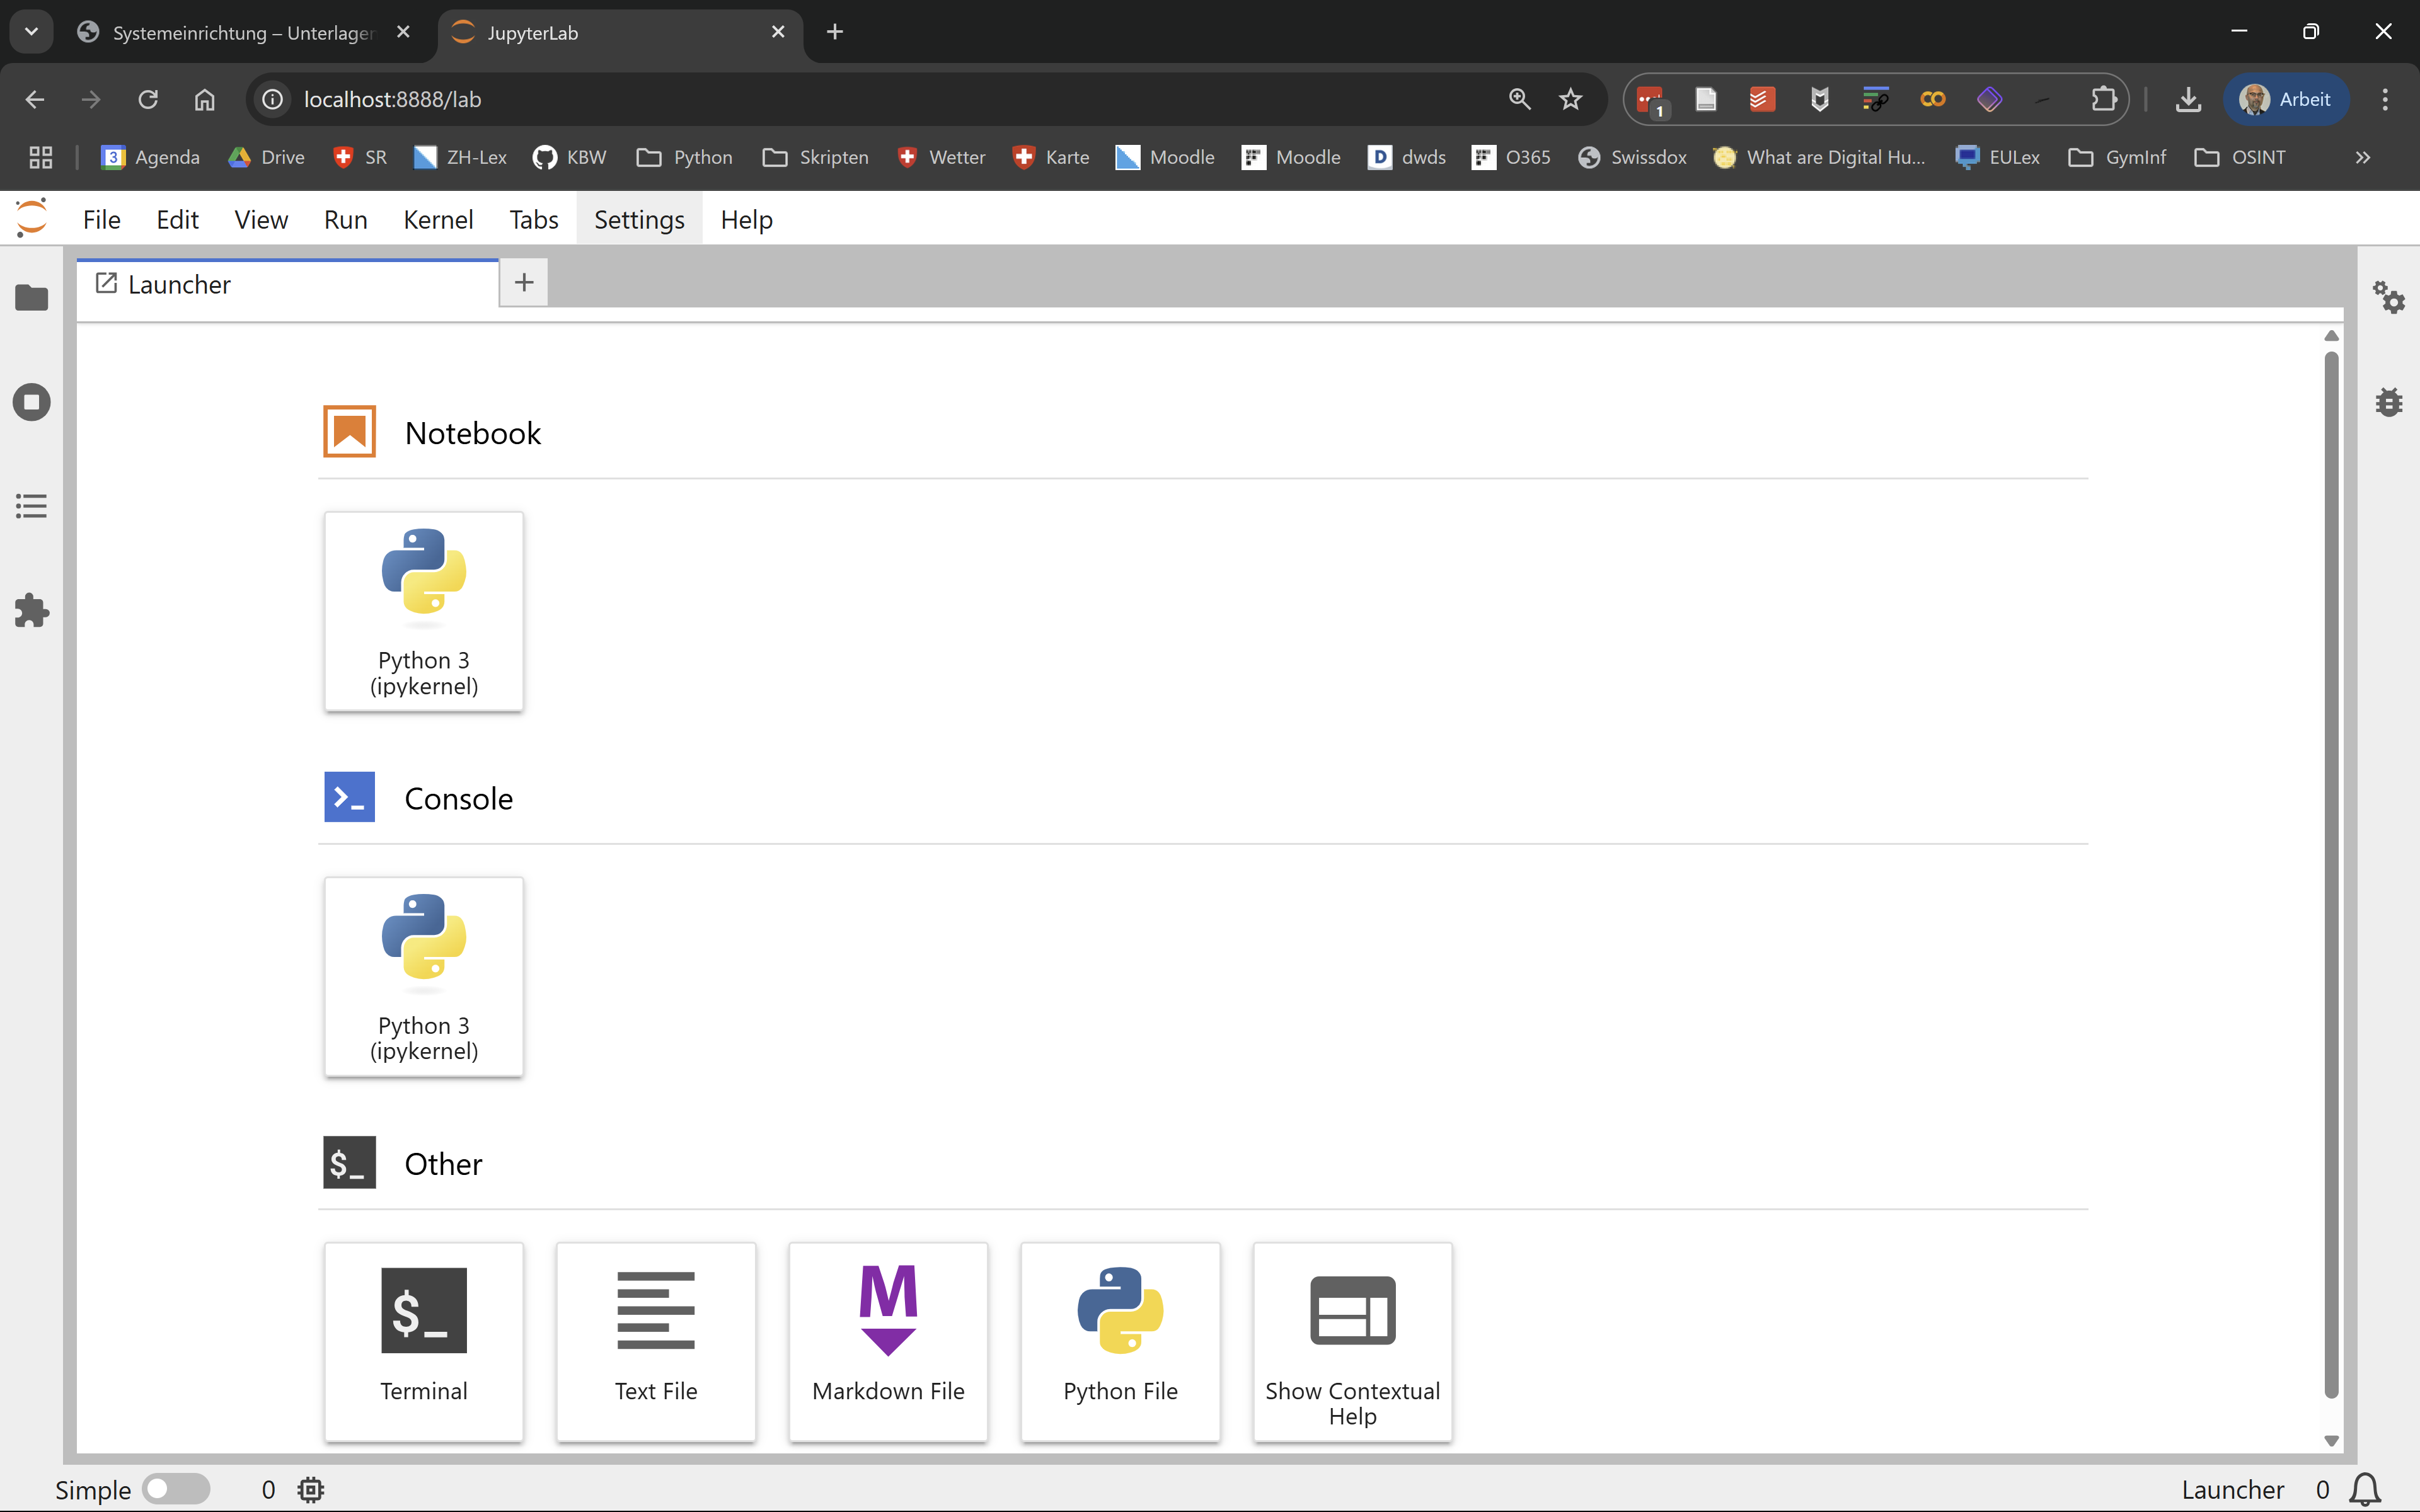 Systemeinrichtung – Unterlagen
JupyterLab
localhost:8888/lab
1
Arbeit
3 Agenda
Drive
SR
ZH-Lex
KBW
Python
Skripten
Wetter
Karte
Moodle
Moodle
D dwds
O365
Swissdox
What are Digital Hu...
EULex
GymInf
OSINT
File Edit View Run Kernel Tabs Settings Help
Launcher
Notebook
Python 3
(ipykernel)
Console
Python 3
(ipykernel)
$_ Other
$_
Terminal
Text File
M
Markdown File
Python File
Show Contextual
Help
Simple 0
Launcher 0